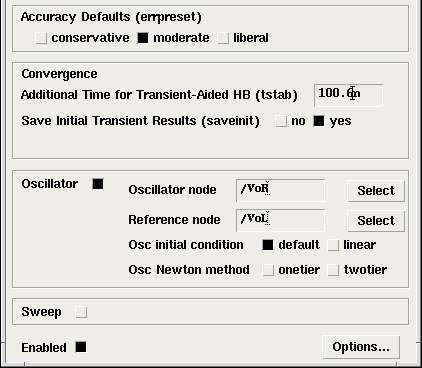 Accuracy Defaults (errpreset)
conservative moderate liberal
Convergence
Additional Time for Transient-Aided HB (tstab) 100.0n
Save Initial Transient Results (saveinit) no yes
Oscillator Oscillator node /VoR Select
Reference node /VoL Select
Osc initial condition default linear
Osc Newton method onetier twotier
Sweep
Enabled Options...